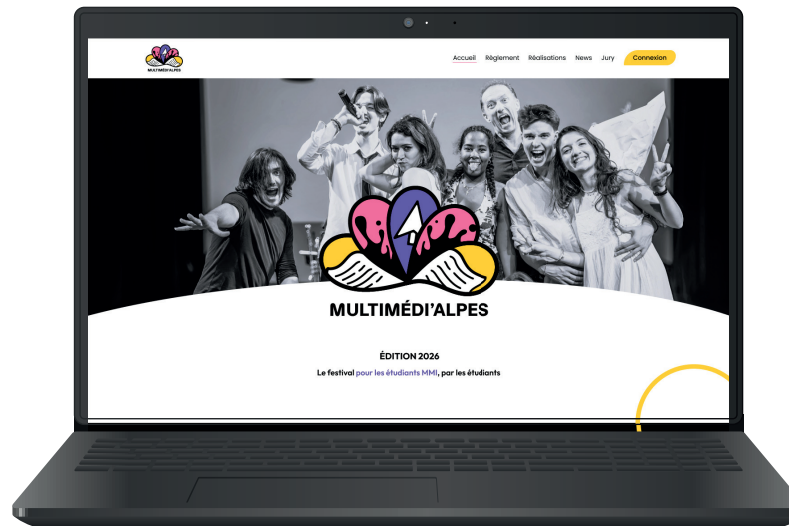 MULTIMÉDI'ALPES
Accueil Règlement Réalisations News Jury Connexion
MULTIMÉDI'ALPES
ÉDITION 2026
Le festival pour les étudiants MMI, par les étudiants